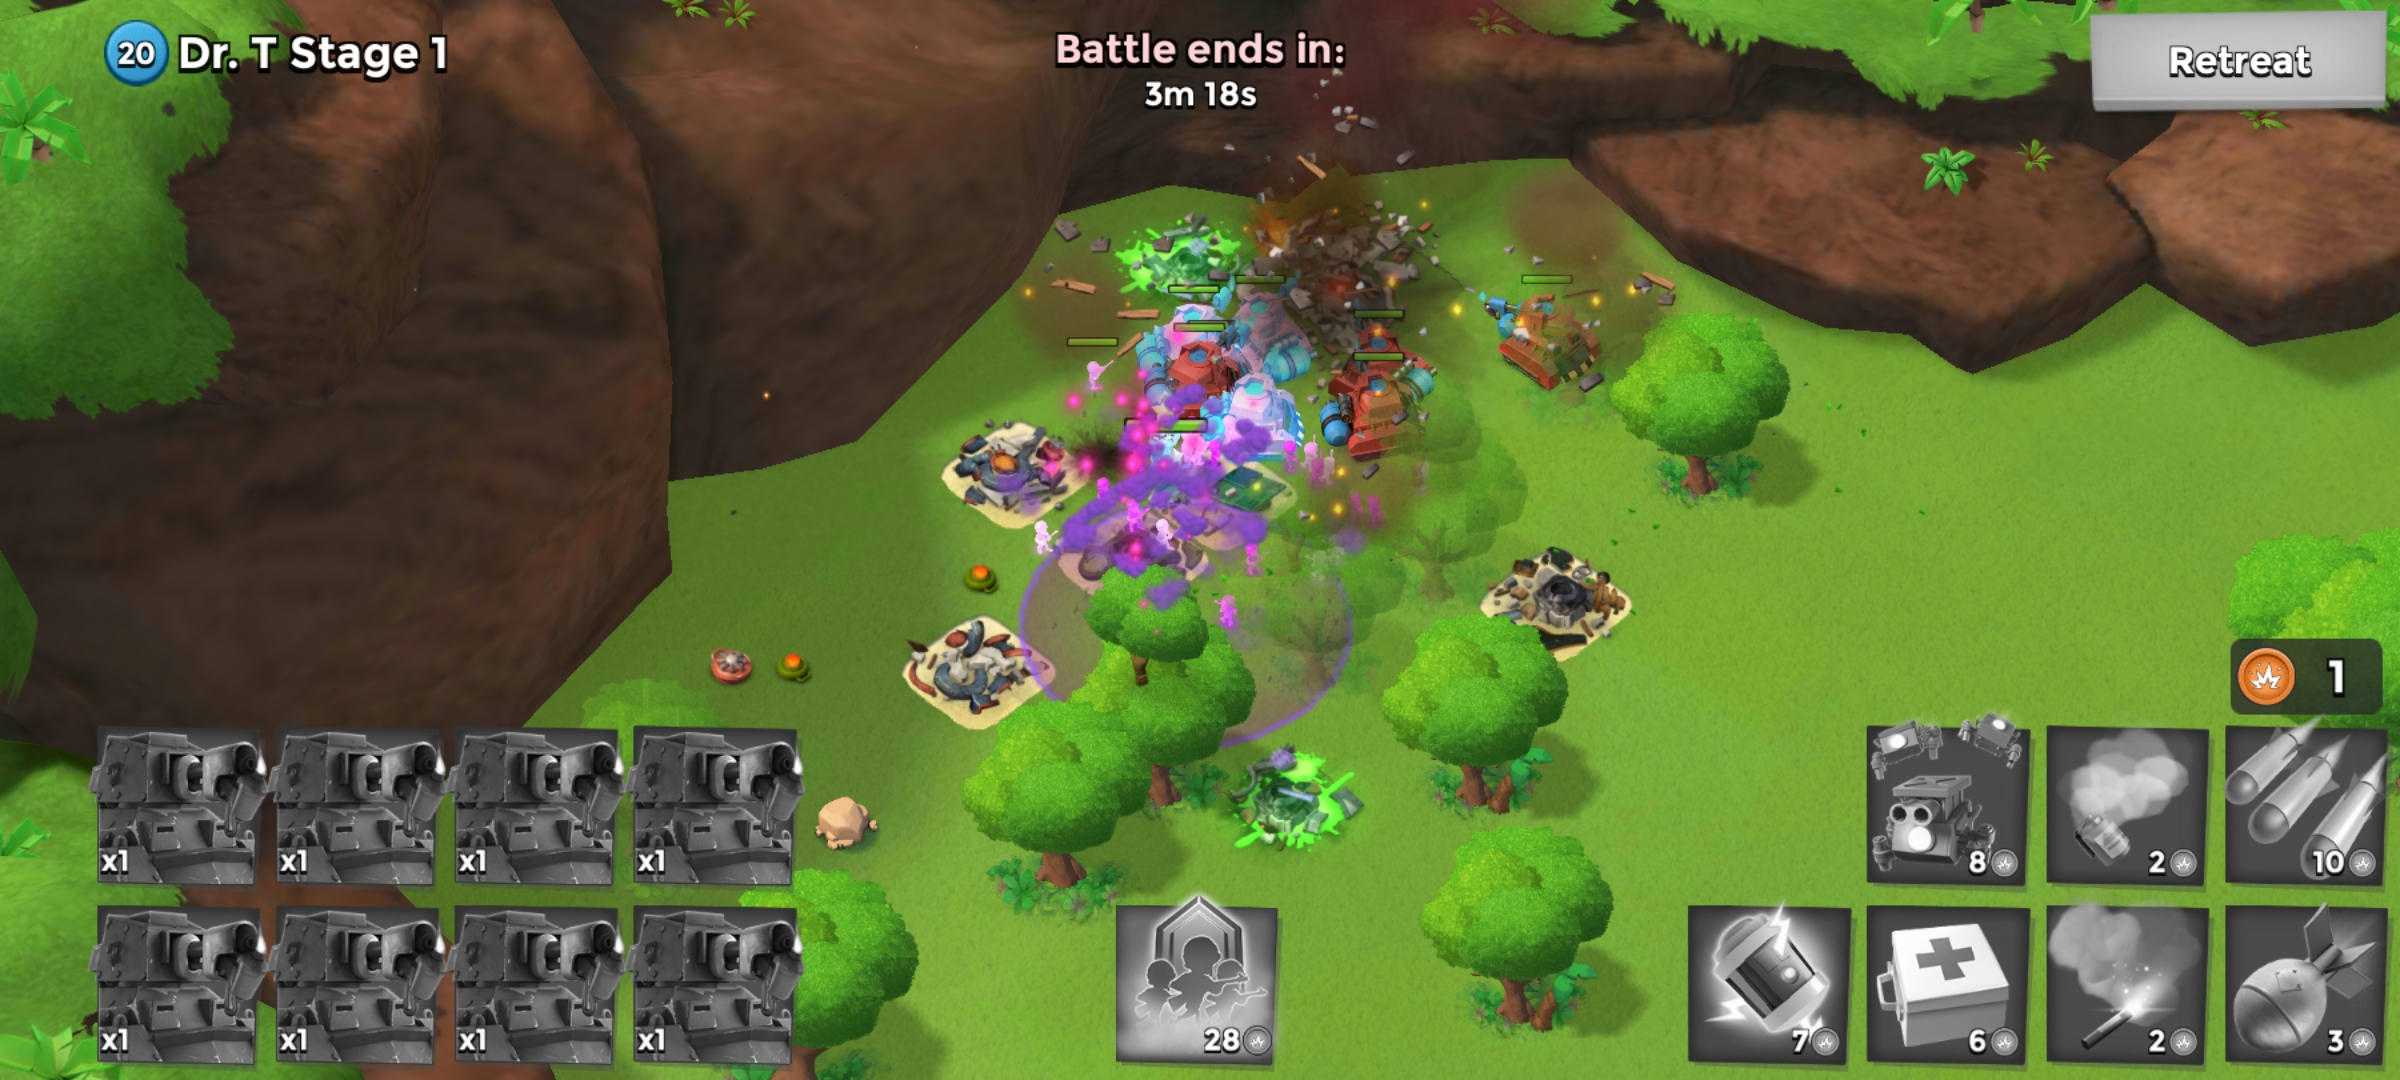 20 Dr. T Stage 1
Battle ends in:
3m 18s
Retreat
1
x1 x1 x1 x1
8 2 10
x1 x1 x1 x1
28
7 6 2 3